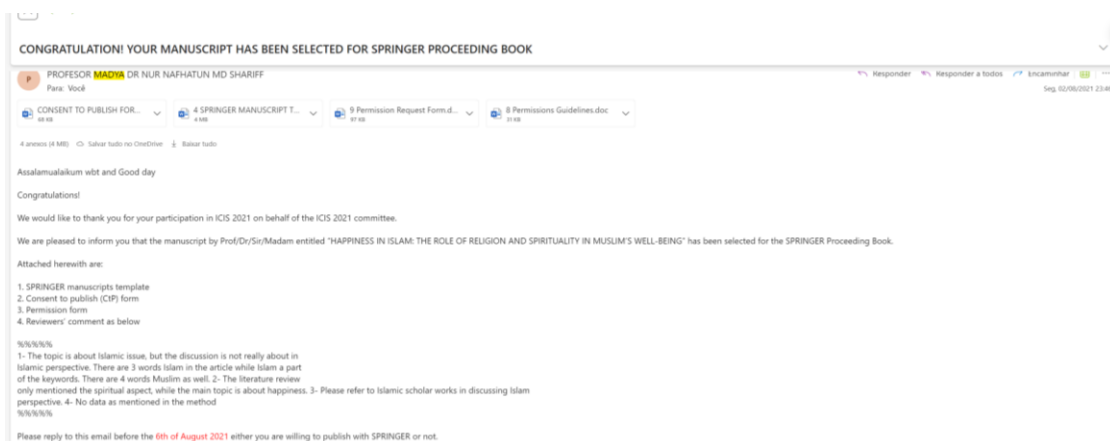 CONGRATULATION! YOUR MANUSCRIPT HAS BEEN SELECTED FOR SPRINGER PROCEEDING BOOK
P
PROFESOR MADYA DR NUR NAFHATUN MD SHARIFF
Responder Responder a todos Encaminhar
Para: Você
Seg, 02/08/2021 23:4
CONSENT TO PUBLISH FOR...
4 SPRINGER MANUSCRIPT T...
4 MB
9 Permission Request Form.d...
97 KB
8 Permissions Guidelines.doc
31 KB
4 anexos (4 MB) Salvar tudo no OneDrive Baixar tudo
Assalamualaikum wbt and Good day
Congratulations!
We would like to thank you for your participation in ICIS 2021 on behalf of the ICIS 2021 committee.
We are pleased to inform you that the manuscript by Prof/Dr/Sir/Madam entitled "HAPPINESS IN ISLAM: THE ROLE OF RELIGION AND SPIRITUALITY IN MUSLIM'S WELL-BEING" has been selected for the SPRINGER Proceeding Book.
Attached herewith are:
1. SPRINGER manuscripts template
2. Consent to publish (CtP) form
3. Permission form
4. Reviewers' comment as below
%%%%%
1- The topic is about Islamic issue, but the discussion is not really about in
Islamic perspective. There are 3 words Islam in the article while Islam a part
of the keywords. There are 4 words Muslim as well. 2- The literature review
only mentioned the spiritual aspect, while the main topic is about happiness. 3- Please refer to Islamic scholar works in discussing Islam
perspective. 4- No data as mentioned in the method
%%%%%
Please reply to this email before the 6th of August 2021 either you are willing to publish with SPRINGER or not.